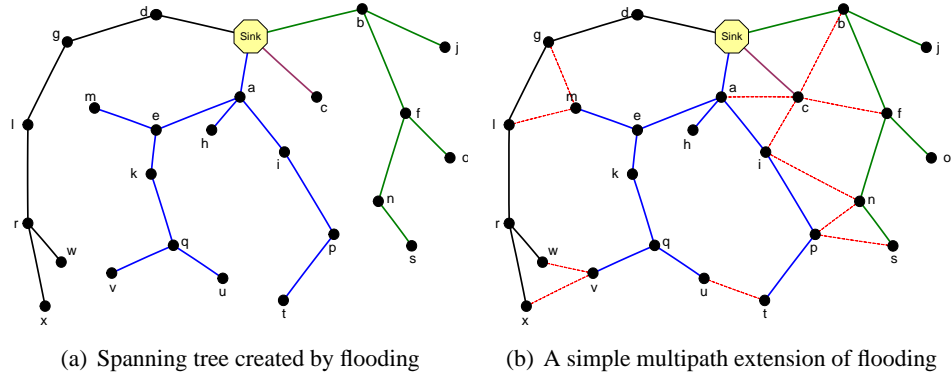 d
b
g
Sink
j
a
m
c
l
e
f
h
i
o
k
n
r
q
p
w
s
v
u
t
x
(a) Spanning tree created by flooding
d
b
g
Sink
j
a
m
c
l
e
f
h
i
o
k
n
r
q
p
w
s
v
u
t
x
(b) A simple multipath extension of flooding